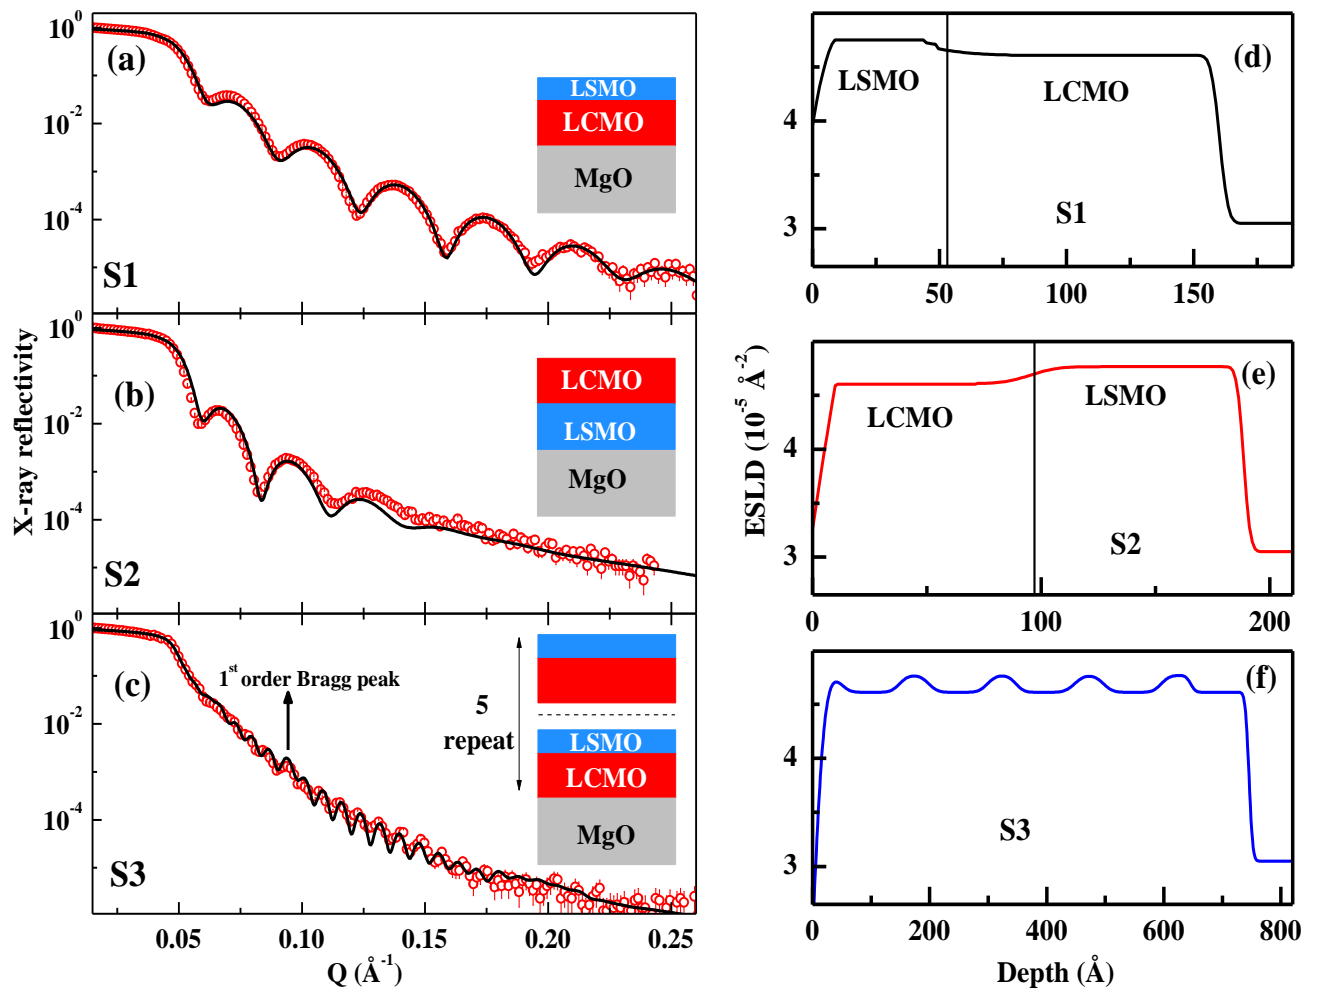 10^0
(a)
10^-2
10^-4
S1
LSMO
LCMO
MgO
10^0
(b)
10^-2
10^-4
S2
LCMO
LSMO
MgO
10^0
(c)
10^-2
10^-4
S3
1^st order Bragg peak
5
repeat
LSMO
LCMO
MgO
0.05 0.10 0.15 0.20 0.25
Q (Å^-1)
X-ray reflectivity
(d)
LSMO
LCMO
4
S1
3
0 50 100 150
(e)
LCMO
LSMO
4
S2
3
0 100 200
ESLD (10^-5 Å^-2)
(f)
4
S3
3
0 200 400 600 800
Depth (Å)